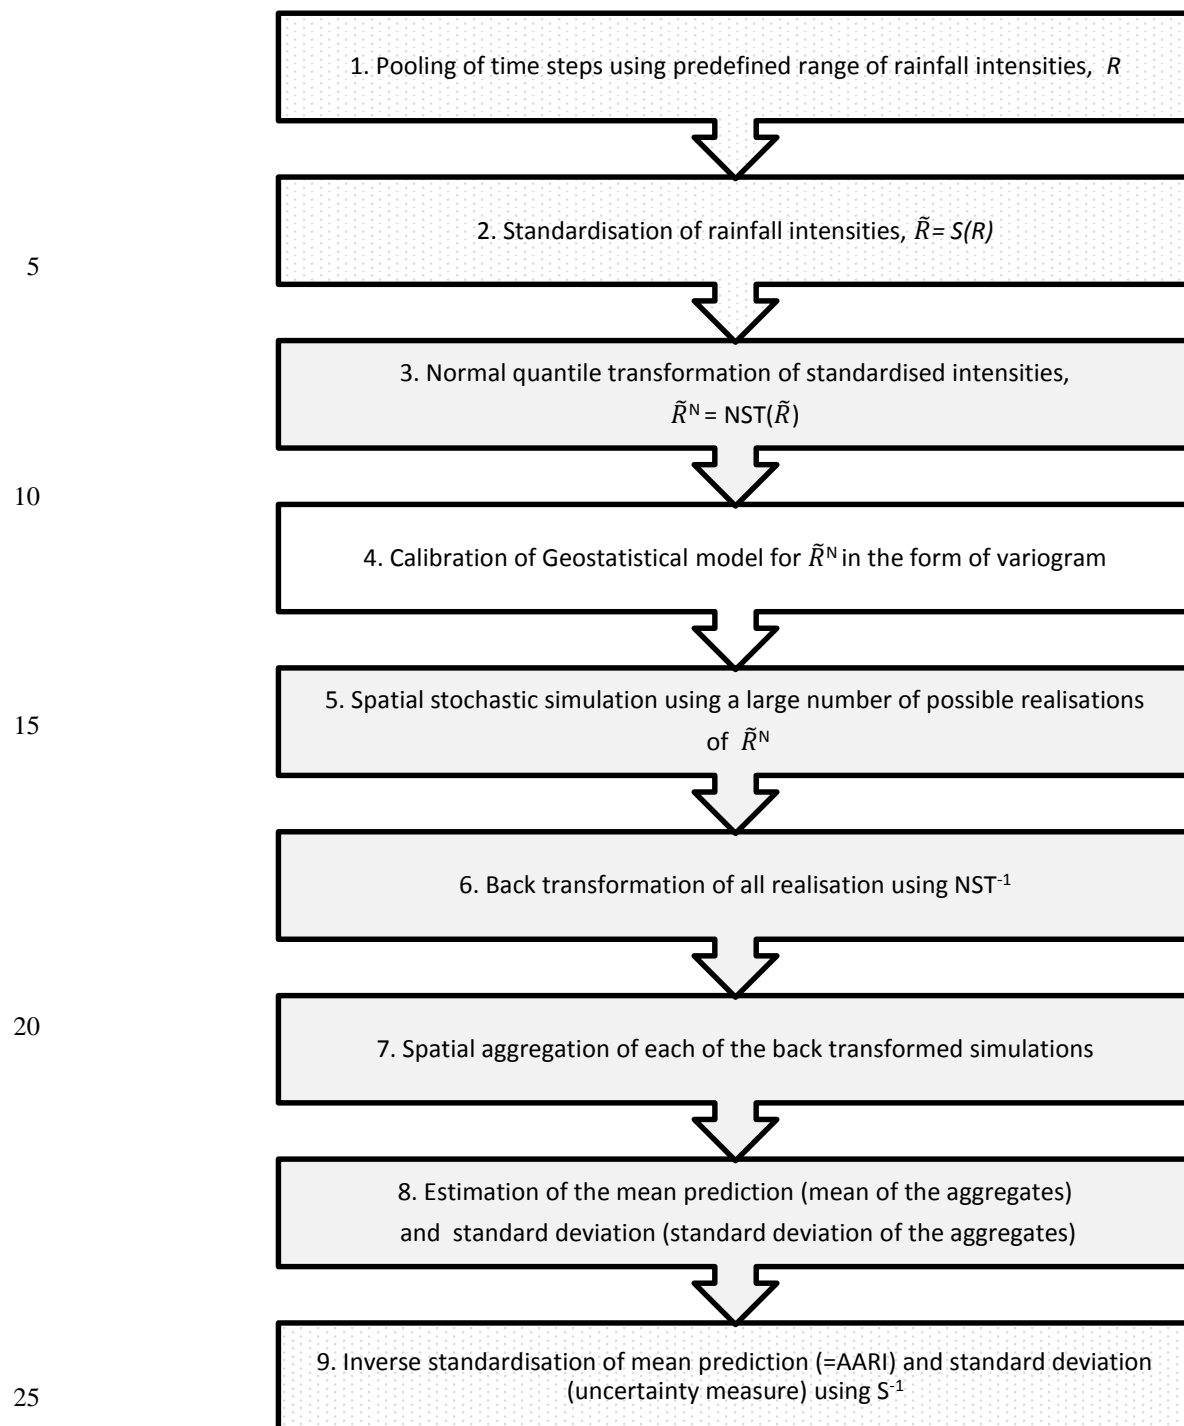 1. Pooling of time steps using predefined range of rainfall intensities, R
2. Standardisation of rainfall intensities, R̃ = S(R)
5
3. Normal quantile transformation of standardised intensities,
R̃ᴺ = NST(R̃)
10
4. Calibration of Geostatistical model for R̃ᴺ in the form of variogram
5. Spatial stochastic simulation using a large number of possible realisations
15
of R̃ᴺ
6. Back transformation of all realisation using NST⁻¹
20
7. Spatial aggregation of each of the back transformed simulations
8. Estimation of the mean prediction (mean of the aggregates)
and standard deviation (standard deviation of the aggregates)
9. Inverse standardisation of mean prediction (=AARI) and standard deviation
(uncertainty measure) using S⁻¹
25